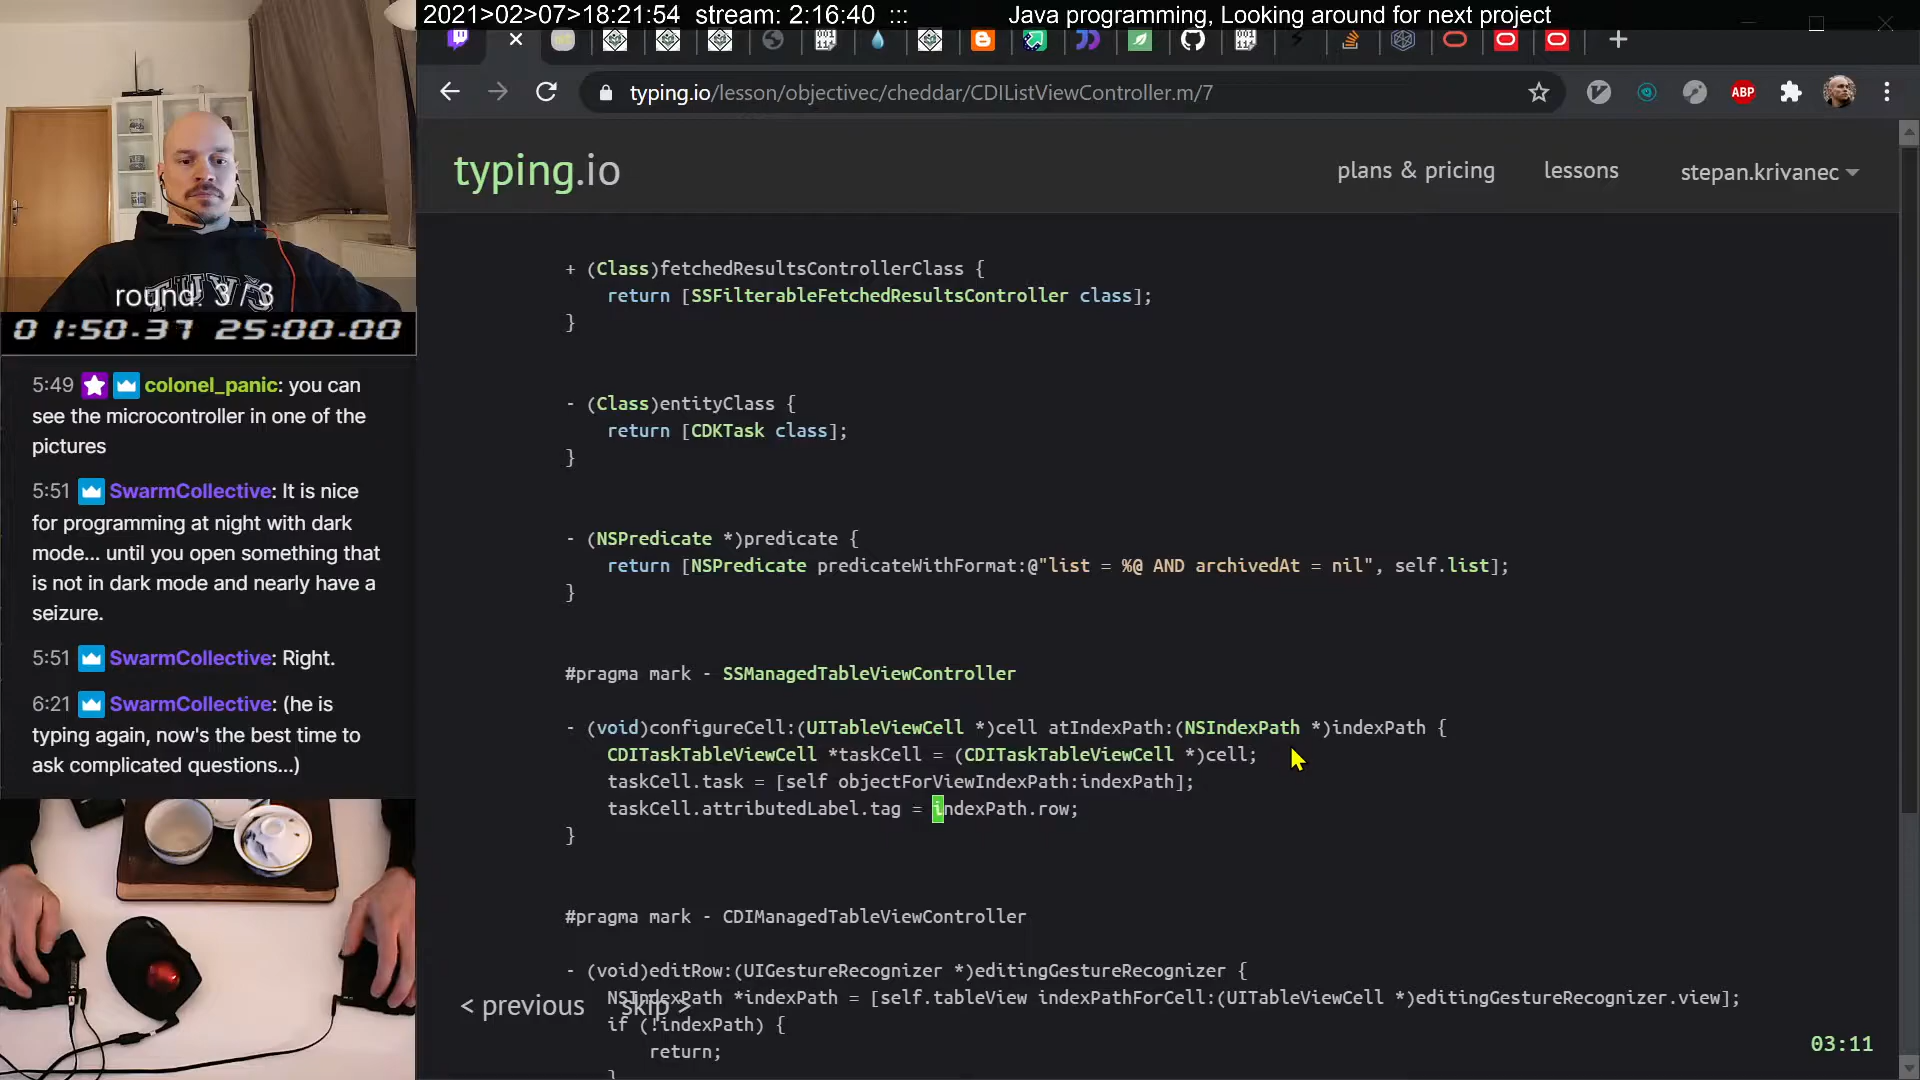 2021>02>07>18:21:54 stream: 2:16:40 ::: Java programming, Looking around for next project
typing.io/lesson/objectivec/cheddar/CDIListViewController.m/7
ABP
typing.io
plans & pricing
lessons
stepan.krivanec
round: 3 / 3
0 1:50.37 25:00.00
5:49 colonel_panic: you can
see the microcontroller in one of the
pictures
5:51 SwarmCollective: It is nice
for programming at night with dark
mode... until you open something that
is not in dark mode and nearly have a
seizure.
5:51 SwarmCollective: Right.
6:21 SwarmCollective: (he is
typing again, now's the best time to
ask complicated questions...)
+ (Class)fetchedResultsControllerClass {
return [SSFilterableFetchedResultsController class];
}
- (Class)entityClass {
return [CDKTask class];
}
- (NSPredicate *)predicate {
return [NSPredicate predicateWithFormat:@"list = %@ AND archivedAt = nil", self.list];
}
#pragma mark - SSManagedTableViewController
- (void)configureCell:(UITableViewCell *)cell atIndexPath:(NSIndexPath *)indexPath {
CDITaskTableViewCell *taskCell = (CDITaskTableViewCell *)cell;
taskCell.task = [self objectForViewIndexPath:indexPath];
taskCell.attributedLabel.tag = indexPath.row;
}
#pragma mark - CDIManagedTableViewController
- (void)editRow:(UIGestureRecognizer *)editingGestureRecognizer {
NSIndexPath *indexPath = [self.tableView indexPathForCell:(UITableViewCell *)editingGestureRecognizer.view];
if (!indexPath) {
return;
< previous
skip >
03:11